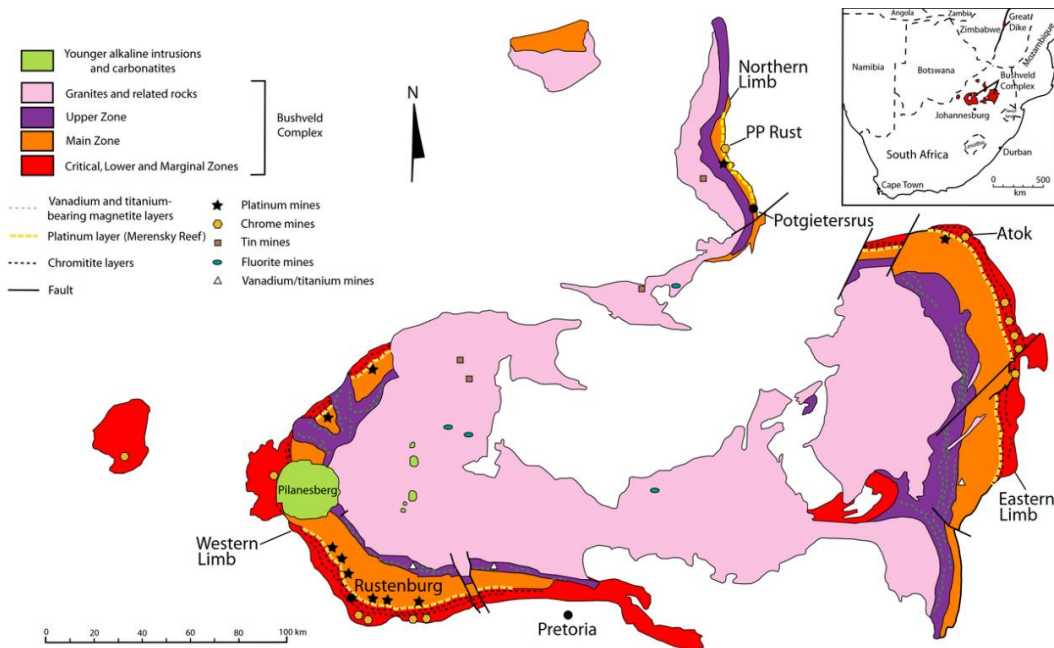 Younger alkaline intrusions
and carbonatites
Granites and related rocks
Upper Zone
Main Zone
Critical, Lower and Marginal Zones
Bushveld
Complex
Vanadium and titanium-
bearing magnetite layers
Platinum layer (Merensky Reef)
Chromitite layers
Fault
Platinum mines
Chrome mines
Tin mines
Fluorite mines
Vanadium/titanium mines
N
Northern
Limb
PP Rust
Potgietersrus
Atok
Eastern
Limb
Pilanesberg
Western
Limb
Rustenburg
Pretoria
0 20 40 60 80 100 km
Angola
Zambia
Zimbabwe
Great
Dike
Mozambique
Namibia
Botswana
Bushveld
Complex
Johannesburg
Lesotho
Durban
South Africa
Cape Town
0 500
km